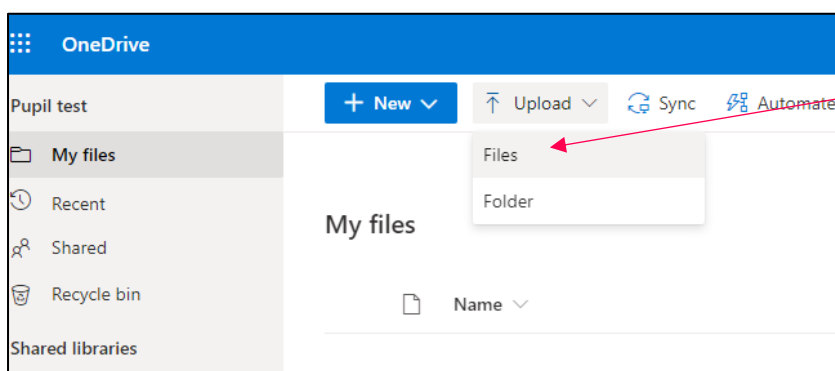 OneDrive
Pupil test
+ New Upload Sync Automate
My files
Files
Recent
Folder
My files
Shared
Recycle bin
Name
Shared libraries